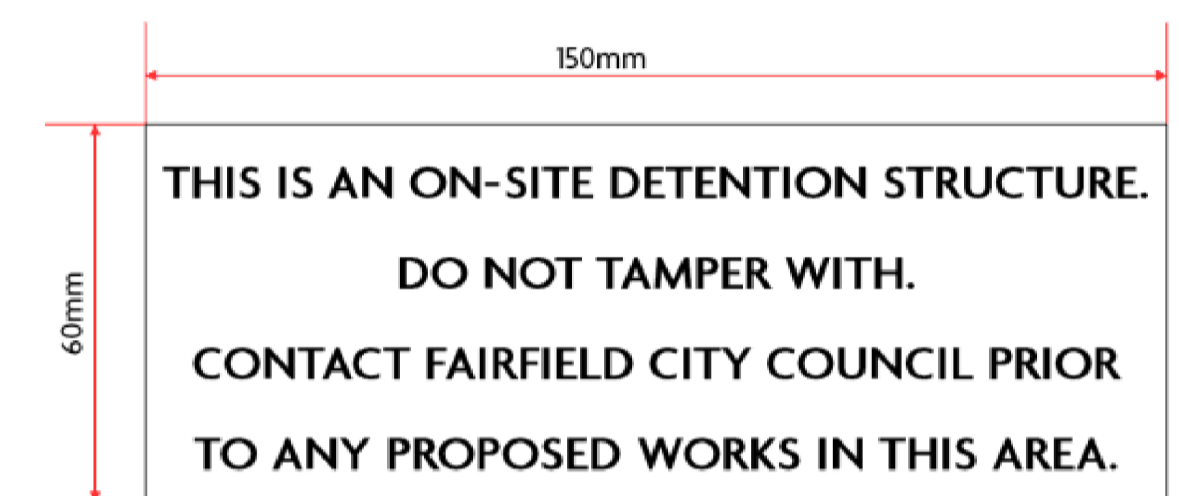 150mm
60mm
THIS IS AN ON-SITE DETENTION STRUCTURE.
DO NOT TAMPER WITH.
CONTACT FAIRFIELD CITY COUNCIL PRIOR
TO ANY PROPOSED WORKS IN THIS AREA.